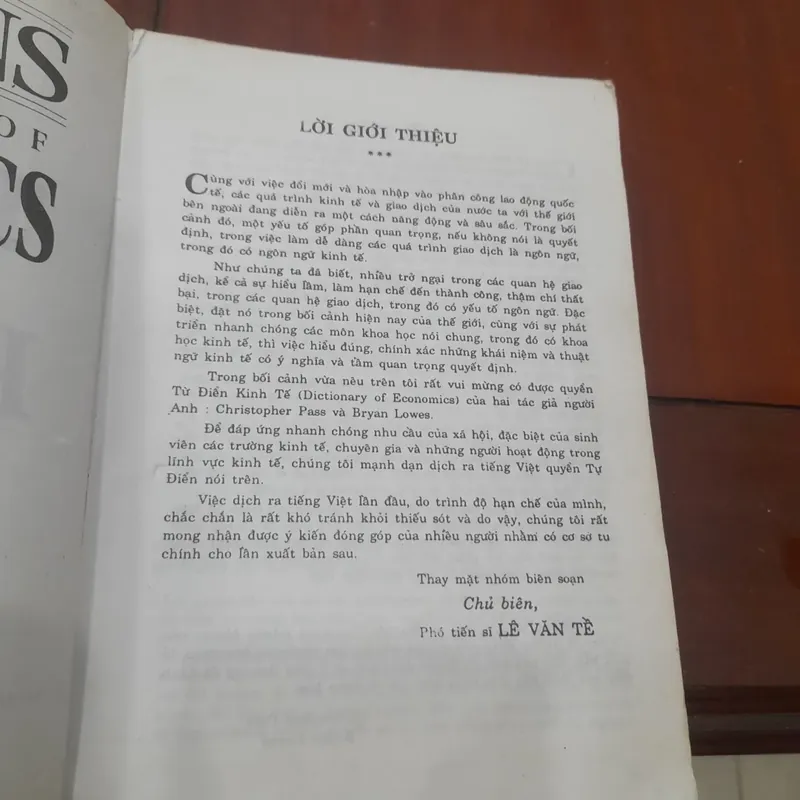 NS
OF
CS
LỜI GIỚI THIỆU
***
Cùng với việc đổi mới và hòa nhập vào phân công lao động quốc
tế, các quá trình kinh tế và giao dịch của nước ta với thế giới
bên ngoài đang diễn ra một cách năng động và sâu sắc. Trong bối
cảnh đó, một yếu tố góp phần quan trọng, nếu không nói là quyết
định, trong việc làm dễ dàng các quá trình giao dịch là ngôn ngữ,
trong đó có ngôn ngữ kinh tế.
Như chúng ta đã biết, nhiều trở ngại trong các quan hệ giao
dịch, kể cả sự hiểu lầm, làm hạn chế đến thành công, thậm chí thất
bại, trong các quan hệ giao dịch, trong đó có yếu tố ngôn ngữ. Đặc
biệt, đặt nó trong bối cảnh hiện nay của thế giới, cùng với sự phát
triển nhanh chóng các môn khoa học nói chung, trong đó có khoa
học kinh tế, thì việc hiểu đúng, chính xác những khái niệm và thuật
ngữ kinh tế có ý nghĩa và tầm quan trọng quyết định.
Trong bối cảnh vừa nêu trên tôi rất vui mừng có được quyển
Từ Điển Kinh Tế (Dictionary of Economics) của hai tác giả người
Anh : Christopher Pass và Bryan Lowes.
Để đáp ứng nhanh chóng nhu cầu của xã hội, đặc biệt của sinh
viên các trường kinh tế, chuyên gia và những người hoạt động trong
lĩnh vực kinh tế, chúng tôi mạnh dạn dịch ra tiếng Việt quyển Tự
Điển nói trên.
Việc dịch ra tiếng Việt lần đầu, do trình độ hạn chế của mình,
chắc chắn là rất khó tránh khỏi thiếu sót và do vậy, chúng tôi rất
mong nhận được ý kiến đóng góp của nhiều người nhằm có cơ sở tu
chính cho lần xuất bản sau.
Thay mặt nhóm biên soạn
Chủ biên,
Phó tiến sĩ LÊ VĂN TỀ